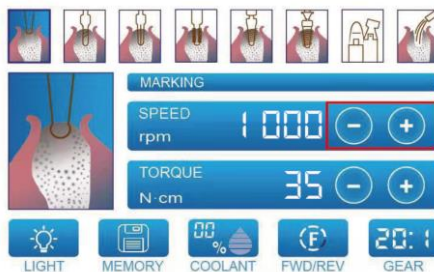 MARKING
SPEED
rpm
1000
TORQUE
N·cm
35
00
%
F
20:1
LIGHT
MEMORY
COOLANT
FWD/REV
GEAR